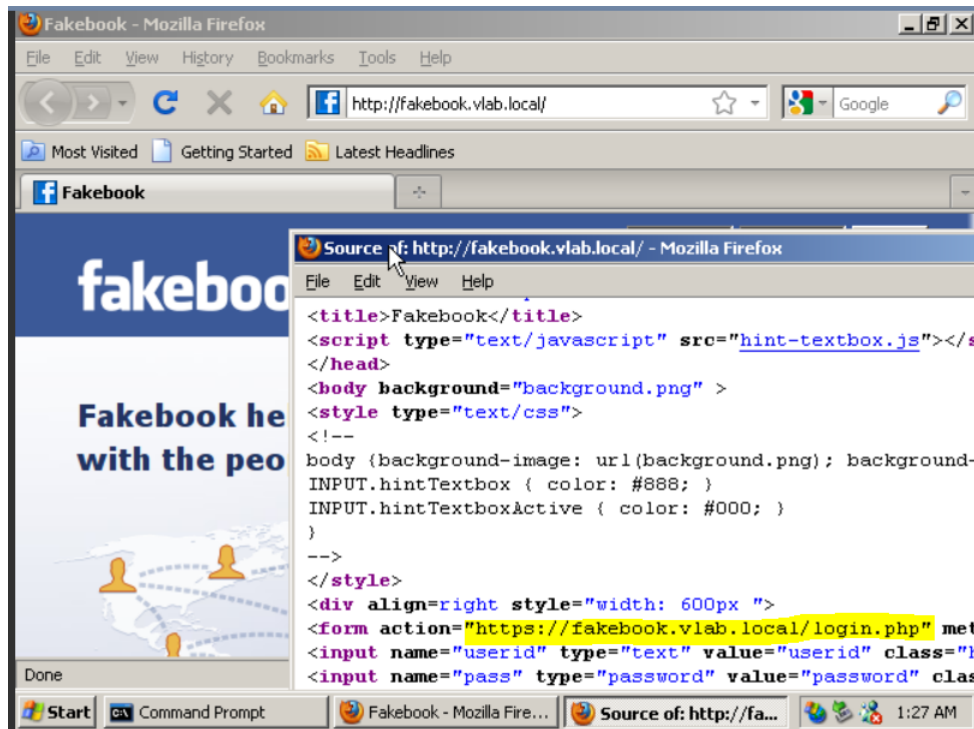 Fakebook - Mozilla Firefox
File Edit View History Bookmarks Tools Help
http://fakebook.vlab.local/ Google
Most Visited Getting Started Latest Headlines
Fakebook
Source of: http://fakebook.vlab.local/ - Mozilla Firefox
fakeboo
File Edit View Help
<title>Fakebook</title>
<script type="text/javascript" src="hint-textbox.js"></s
</head>
<body background="background.png" >
<style type="text/css">
<!--
body {background-image: url(background.png); background-
INPUT.hintTextbox { color: #888; }
INPUT.hintTextboxActive { color: #000; }
}
-->
</style>
<div align=right style="width: 600px ">
<form action="https://fakebook.vlab.local/login.php" met
<input name="userid" type="text" value="userid" class="h
<input name="pass" type="password" value="password" clas
Fakebook he
with the peo
Done
Start Command Prompt Fakebook - Mozilla Fire... Source of: http://fa... 1:27 AM